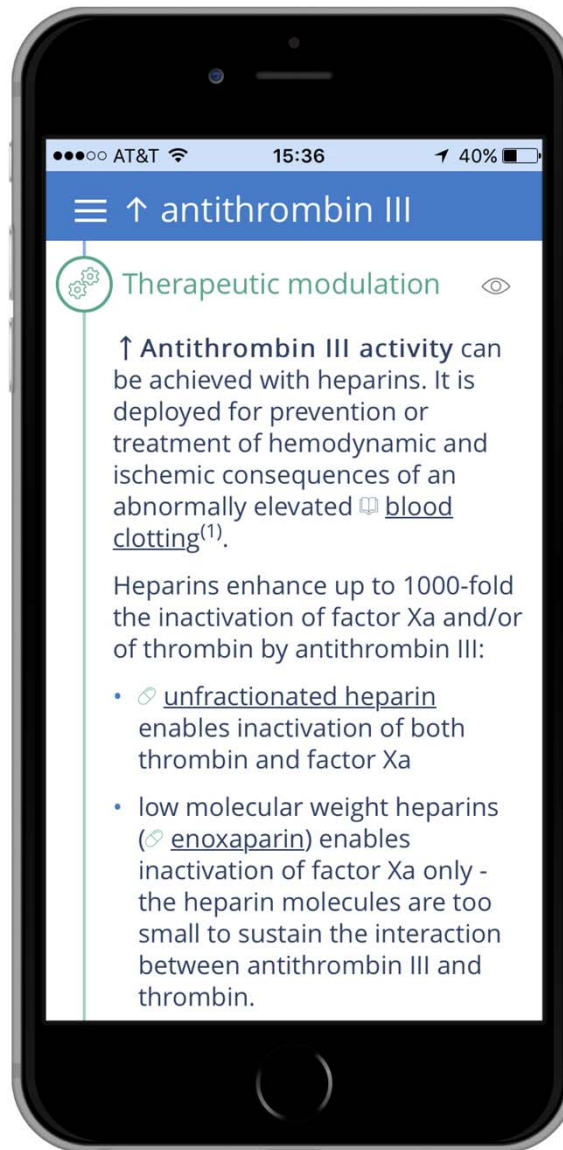 AT&T 15:36 40%
↑ antithrombin III
Therapeutic modulation
↑ Antithrombin III activity can
be achieved with heparins. It is
deployed for prevention or
treatment of hemodynamic and
ischemic consequences of an
abnormally elevated blood
clotting(1).
Heparins enhance up to 1000-fold
the inactivation of factor Xa and/or
of thrombin by antithrombin III:
• unfractionated heparin
enables inactivation of both
thrombin and factor Xa
• low molecular weight heparins
(enoxaparin) enables
inactivation of factor Xa only -
the heparin molecules are too
small to sustain the interaction
between antithrombin III and
thrombin.